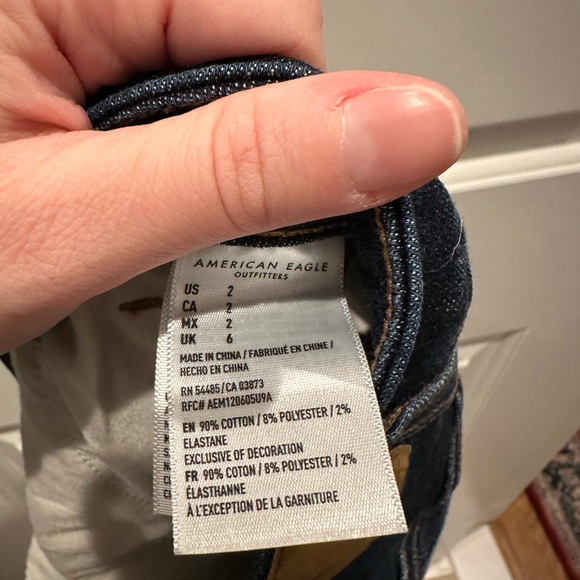 AMERICAN EAGLE
OUTFITTERS
US 2
CA 2
MX 2
UK 6
MADE IN CHINA / FABRIQUÉ EN CHINE /
HECHO EN CHINA
RN 54485/CA 03873
RFC# AEM120605U9A
EN 90% COTTON / 8% POLYESTER / 2%
ELASTANE
EXCLUSIVE OF DECORATION
FR 90% COTON / 8% POLYESTER / 2%
ÉLASTHANNE
À L'EXCEPTION DE LA GARNITURE